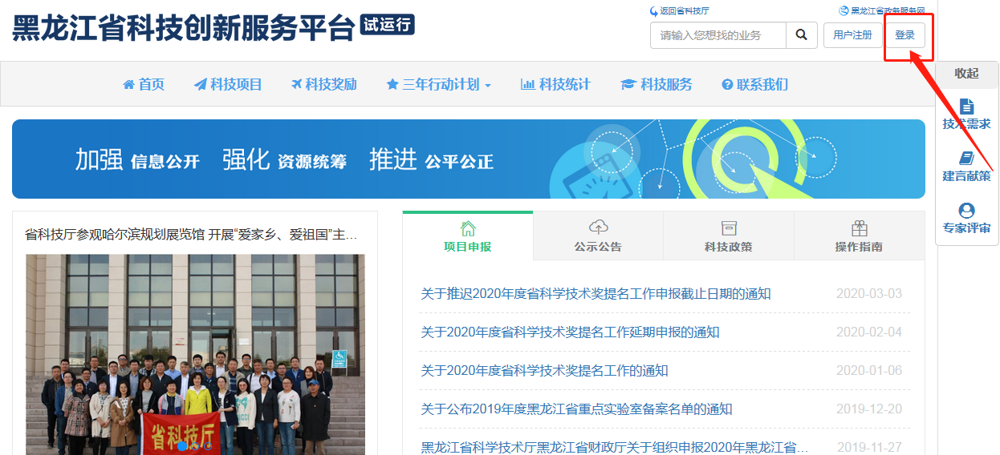 黑龙江省科技创新服务平台 试运行
返回省科技厅
黑龙江省政务服务网
请输入您想找的业务
用户注册
登录
首页 科技项目 科技奖励 三年行动计划 科技统计 科技服务 联系我们
收起
技术需求
建言献策
专家评审
加强 信息公开 强化 资源统筹 推进 公平公正
省科技厅参观哈尔滨规划展览馆 开展“爱家乡、爱祖国”主…
省科技厅
项目申报 公示公告 科技政策 操作指南
关于推迟2020年度省科学技术奖提名工作申报截止日期的通知 2020-03-03
关于2020年度省科学技术奖提名工作延期申报的通知 2020-02-04
关于2020年度省科学技术奖提名工作的通知 2020-01-06
关于公布2019年度黑龙江省重点实验室备案名单的通知 2019-12-20
黑龙江省科学技术厅黑龙江省财政厅关于组织申报2020年黑龙江省… 2019-11-27